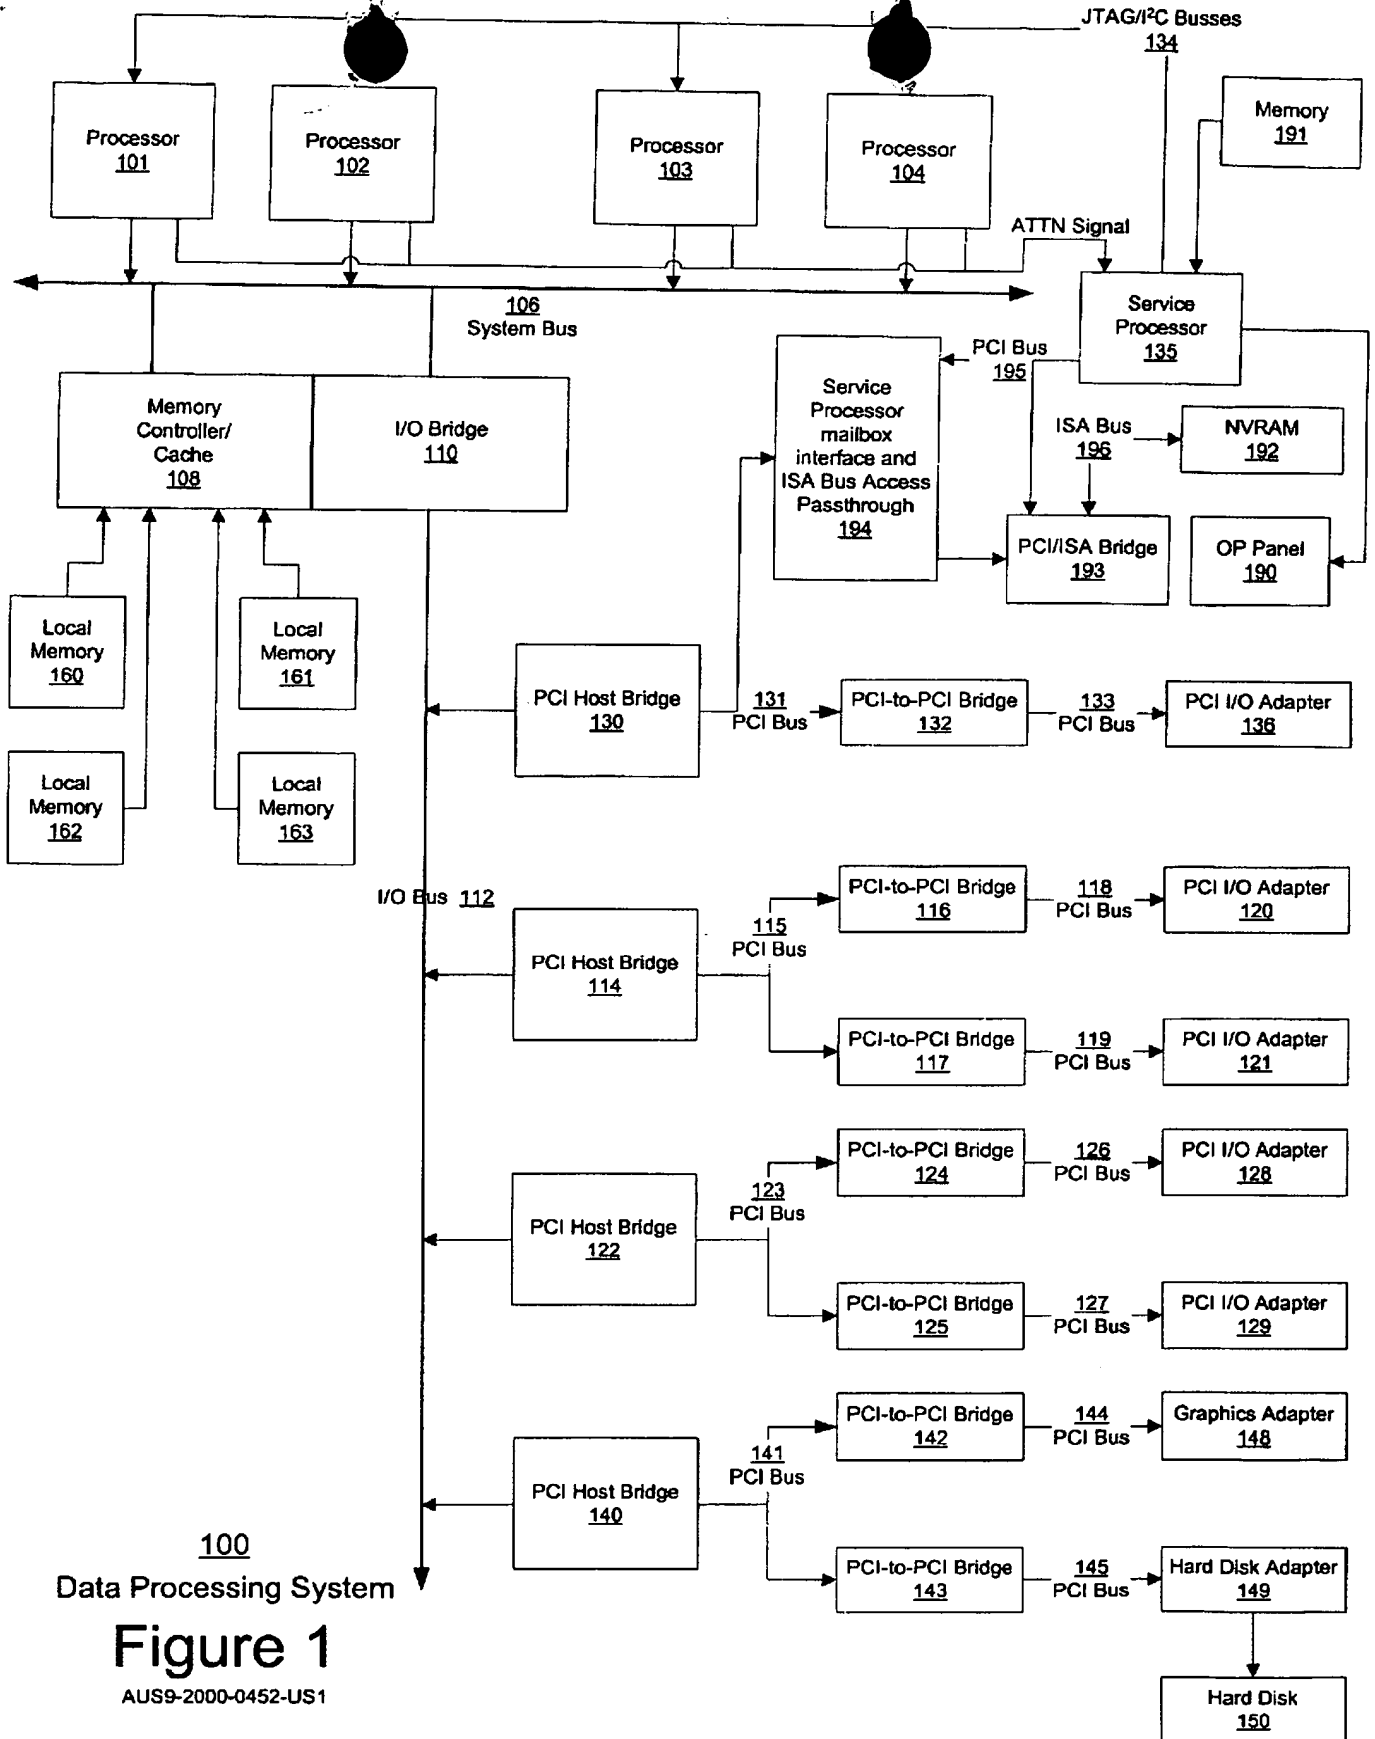 JTAG/I²C Busses
134
Processor
101
Processor
102
Processor
103
Processor
104
Memory
191
ATTN Signal
106
System Bus
Service
Processor
135
PCI Bus
195
Memory
Controller/
Cache
108
I/O Bridge
110
Service
Processor
mailbox
interface and
ISA Bus Access
Passthrough
194
ISA Bus
196
NVRAM
192
PCI/ISA Bridge
193
OP Panel
190
Local
Memory
160
Local
Memory
161
Local
Memory
162
Local
Memory
163
PCI Host Bridge
130
131
PCI Bus
PCI-to-PCI Bridge
132
133
PCI Bus
PCI I/O Adapter
136
I/O Bus 112
PCI Host Bridge
114
115
PCI Bus
PCI-to-PCI Bridge
116
118
PCI Bus
PCI I/O Adapter
120
PCI-to-PCI Bridge
117
119
PCI Bus
PCI I/O Adapter
121
PCI Host Bridge
122
123
PCI Bus
PCI-to-PCI Bridge
124
126
PCI Bus
PCI I/O Adapter
128
PCI-to-PCI Bridge
125
127
PCI Bus
PCI I/O Adapter
129
PCI Host Bridge
140
141
PCI Bus
PCI-to-PCI Bridge
142
144
PCI Bus
Graphics Adapter
148
PCI-to-PCI Bridge
143
145
PCI Bus
Hard Disk Adapter
149
Hard Disk
150
100
Data Processing System
Figure 1
AUS9-2000-0452-US1